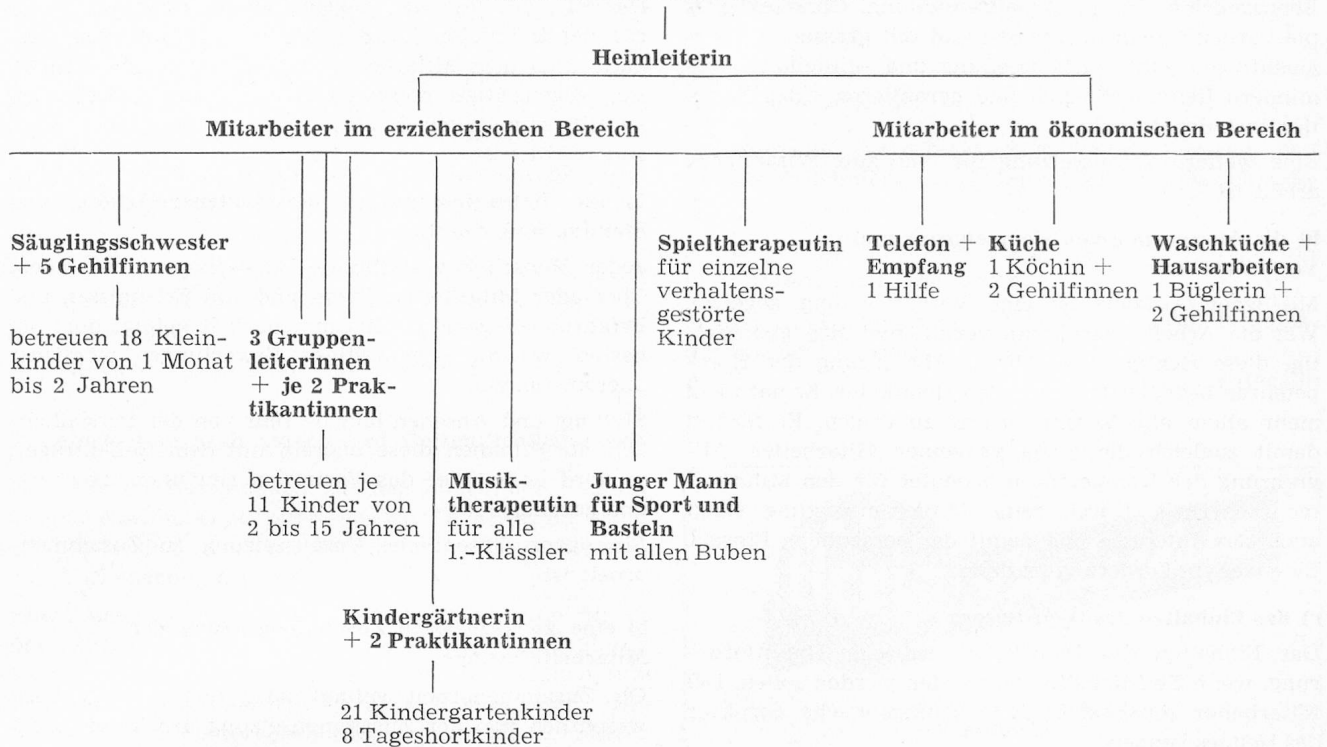 Heimleiterin
Mitarbeiter im erzieherischen Bereich
Mitarbeiter im ökonomischen Bereich
Säuglingsschwester
+ 5 Gehilfinnen
betreuen 18 Klein-
kinder von 1 Monat
bis 2 Jahren
3 Gruppen-
leiterinnen
+ je 2 Prak-
tikantinnen
betreuen je
11 Kinder von
2 bis 15 Jahren
Kindergärtnerin
+ 2 Praktikantinnen
21 Kindergartenkinder
8 Tageshortkinder
Musik-
therapeutin
für alle
1.-Klässler
Junger Mann
für Sport und
Basteln
mit allen Buben
Spieltherapeutin
für einzelne
verhaltens-
gestörte
Kinder
Telefon +
Empfang
1 Hilfe
Küche
1 Köchin +
2 Gehilfinnen
Waschküche +
Hausarbeiten
1 Büglerin +
2 Gehilfinnen